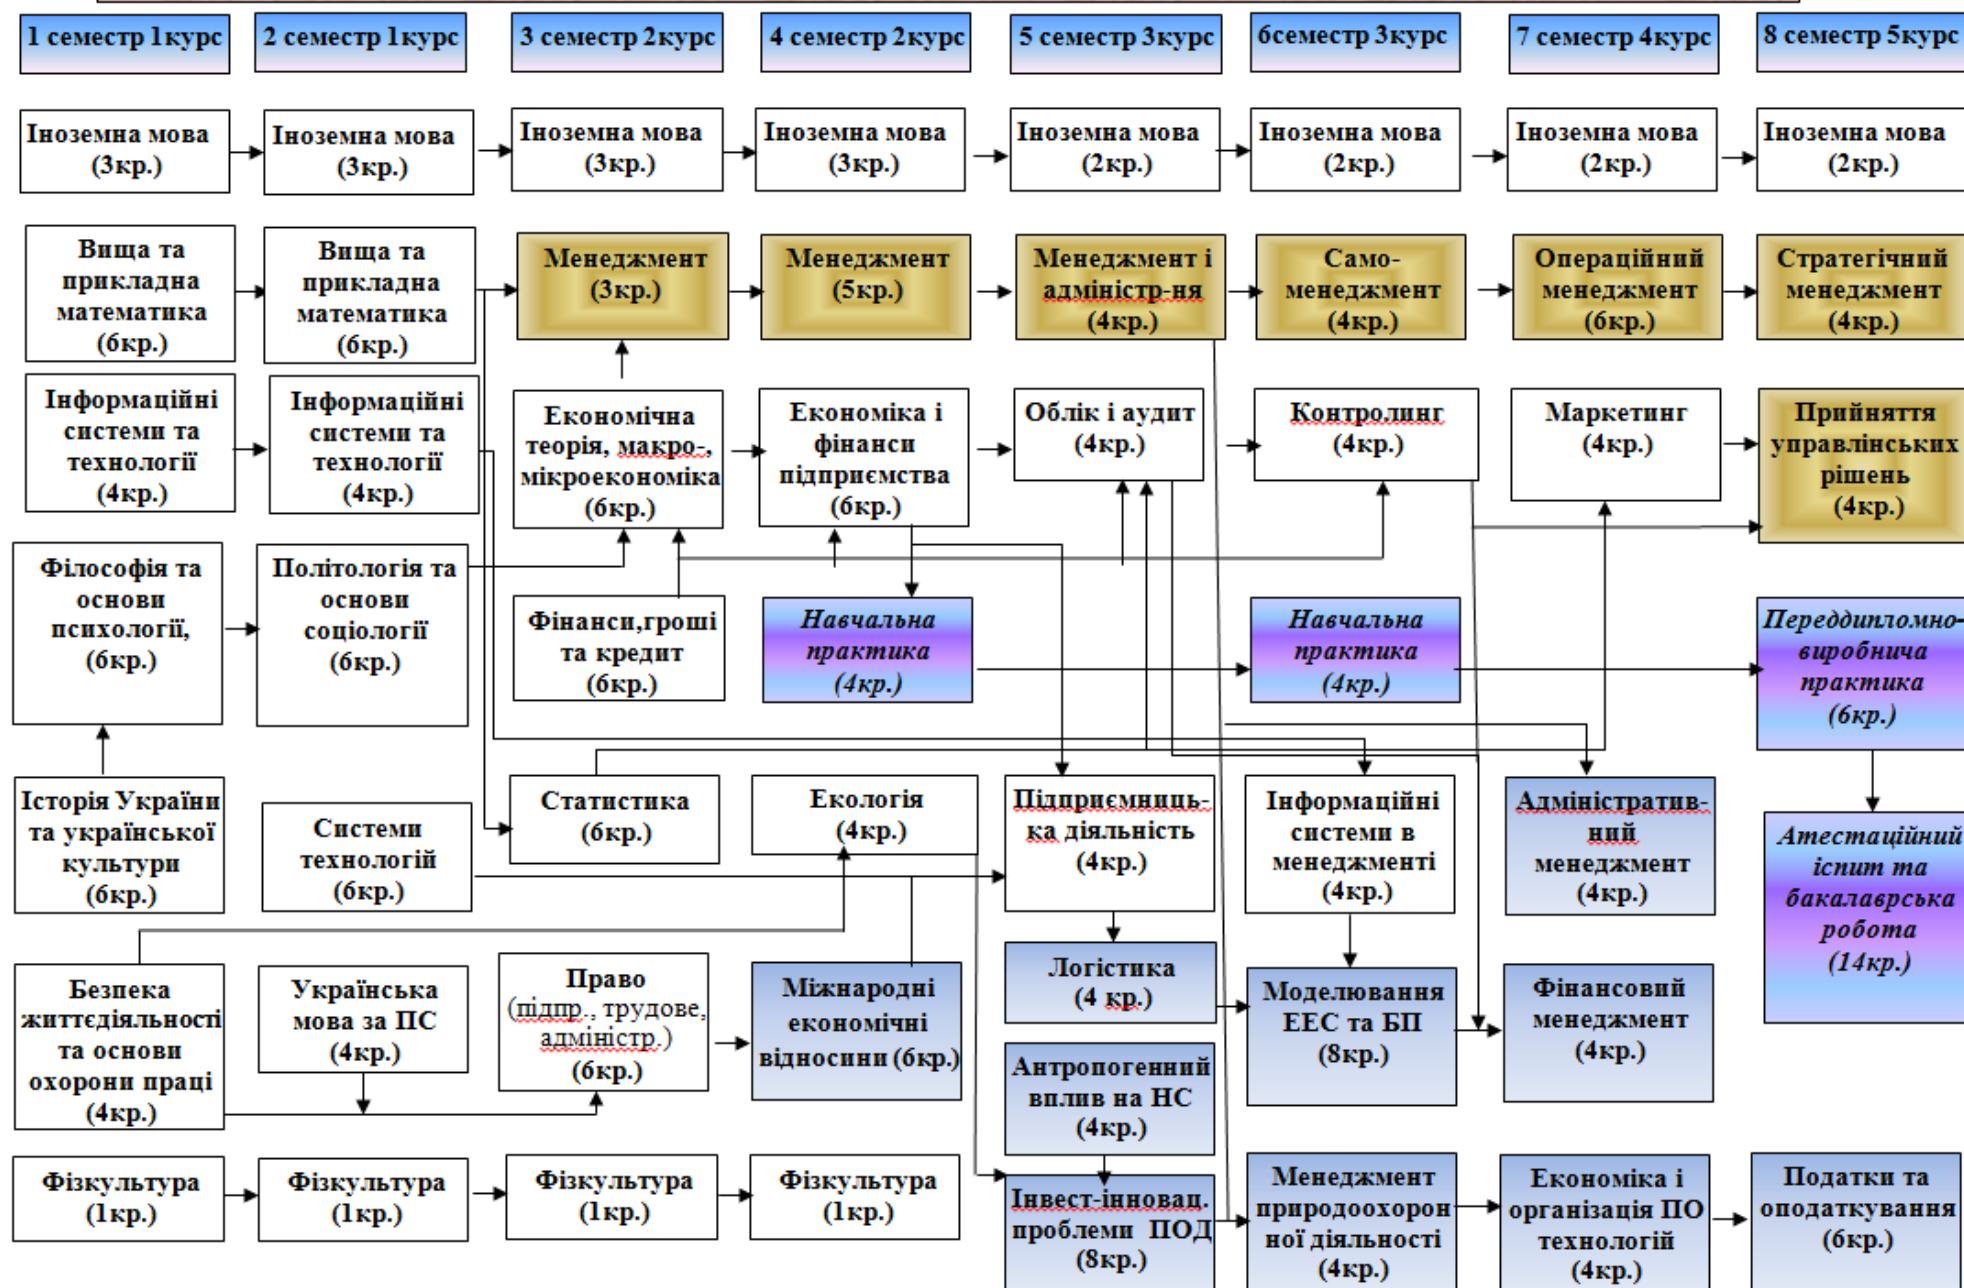 1 семестр 1курс
2 семестр 1курс
3 семестр 2курс
4 семестр 2курс
5 семестр 3курс
6семестр 3курс
7 семестр 4курс
8 семестр 5курс
Іноземна мова
(3кр.)
Іноземна мова
(3кр.)
Іноземна мова
(3кр.)
Іноземна мова
(3кр.)
Іноземна мова
(2кр.)
Іноземна мова
(2кр.)
Іноземна мова
(2кр.)
Іноземна мова
(2кр.)
Вища та
прикладна
математика
(6кр.)
Вища та
прикладна
математика
(6кр.)
Менеджмент
(3кр.)
Менеджмент
(5кр.)
Менеджмент і
адміністр-ня
(4кр.)
Само-
менеджмент
(4кр.)
Операційний
менеджмент
(6кр.)
Стратегічний
менеджмент
(4кр.)
Інформаційні
системи та
технології
(4кр.)
Інформаційні
системи та
технології
(4кр.)
Економічна
теорія, макро-,
мікроекономіка
(6кр.)
Економіка і
фінанси
підприємства
(6кр.)
Облік і аудит
(4кр.)
Контролинг
(4кр.)
Маркетинг
(4кр.)
Прийняття
управлінських
рішень
(4кр.)
Філософія та
основи
психології,
(6кр.)
Політологія та
основи
соціології
(6кр.)
Фінанси,гроші
та кредит
(6кр.)
Навчальна
практика
(4кр.)
Навчальна
практика
(4кр.)
Переддипломно-
виробнича
практика
(6кр.)
Історія України
та української
культури
(6кр.)
Системи
технологій
(6кр.)
Статистика
(6кр.)
Екологія
(4кр.)
Підприємниць-
ка діяльність
(4кр.)
Інформаційні
системи в
менеджменті
(4кр.)
Адміністратив-
ний
менеджмент
(4кр.)
Атестаційний
іспит та
бакалаврська
робота
(14кр.)
Безпека
життєдіяльності
та основи
охорони праці
(4кр.)
Українська
мова за ПС
(4кр.)
Право
(підпр., трудове,
адміністр.)
(6кр.)
Міжнародні
економічні
відносини (6кр.)
Логістика
(4 кр.)
Антропогенний
вплив на НС
(4кр.)
Моделювання
ЕЕС та БП
(8кр.)
Фінансовий
менеджмент
(4кр.)
Фізкультура
(1кр.)
Фізкультура
(1кр.)
Фізкультура
(1кр.)
Фізкультура
(1кр.)
Інвест-інновац.
проблеми ПОД
(8кр.)
Менеджмент
природоохорон
ної діяльності
(4кр.)
Економіка і
організація ПО
технологій
(4кр.)
Податки та
оподаткування
(6кр.)